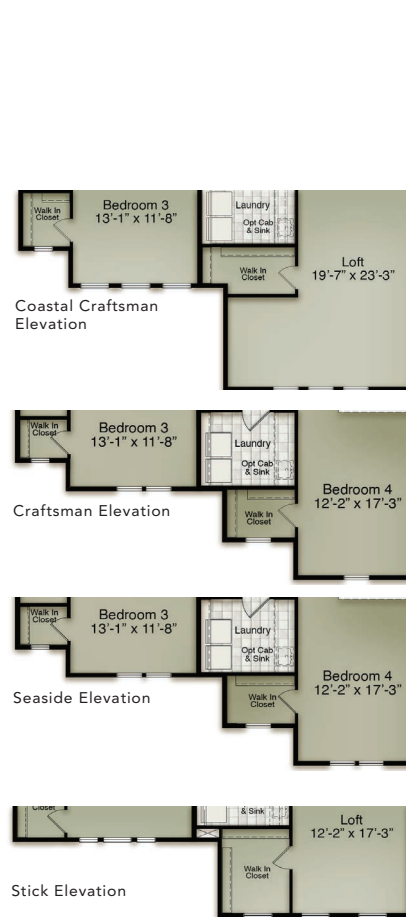 Walk In
Closet
Bedroom 3
13'-1" x 11'-8"
Laundry
Opt Cab
& Sink
Walk In
Closet
Loft
19'-7" x 23'-3"
Coastal Craftsman
Elevation
Walk In
Closet
Bedroom 3
13'-1" x 11'-8"
Laundry
Opt Cab
& Sink
Walk In
Closet
Bedroom 4
12'-2" x 17'-3"
Craftsman Elevation
Walk In
Closet
Bedroom 3
13'-1" x 11'-8"
Laundry
Opt Cab
& Sink
Walk In
Closet
Bedroom 4
12'-2" x 17'-3"
Seaside Elevation
Closet
& Sink
Loft
12'-2" x 17'-3"
Walk In
Closet
Stick Elevation